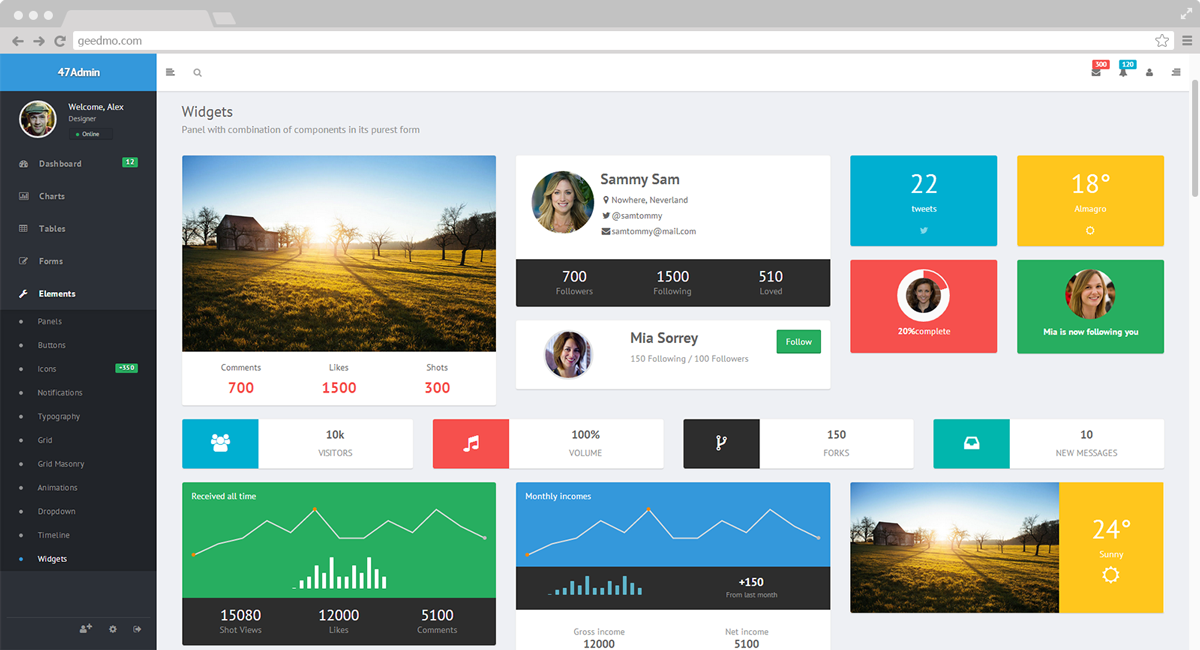 geedmo.com
47Admin
300
120
Welcome, Alex
Designer
Online
Dashboard
12
Charts
Tables
Forms
Elements
Panels
Buttons
Icons
+350
Notifications
Typography
Grid
Grid Masonry
Animations
Dropdown
Timeline
Widgets
Widgets
Panel with combination of components in its purest form
Comments
Likes
Shots
700
1500
300
Sammy Sam
Nowhere, Neverland
@samtommy
samtommy@mail.com
700
1500
510
Followers
Following
Loved
Mia Sorrey
150 Following / 100 Followers
Follow
22
tweets
18°
Almagro
20%complete
Mia is now following you
10k
VISITORS
100%
VOLUME
150
FORKS
10
NEW MESSAGES
Received all time
15080
12000
5100
Shot Views
Likes
Comments
Monthly incomes
+150
From last month
Gross income
Net income
12000
5100
24°
Sunny